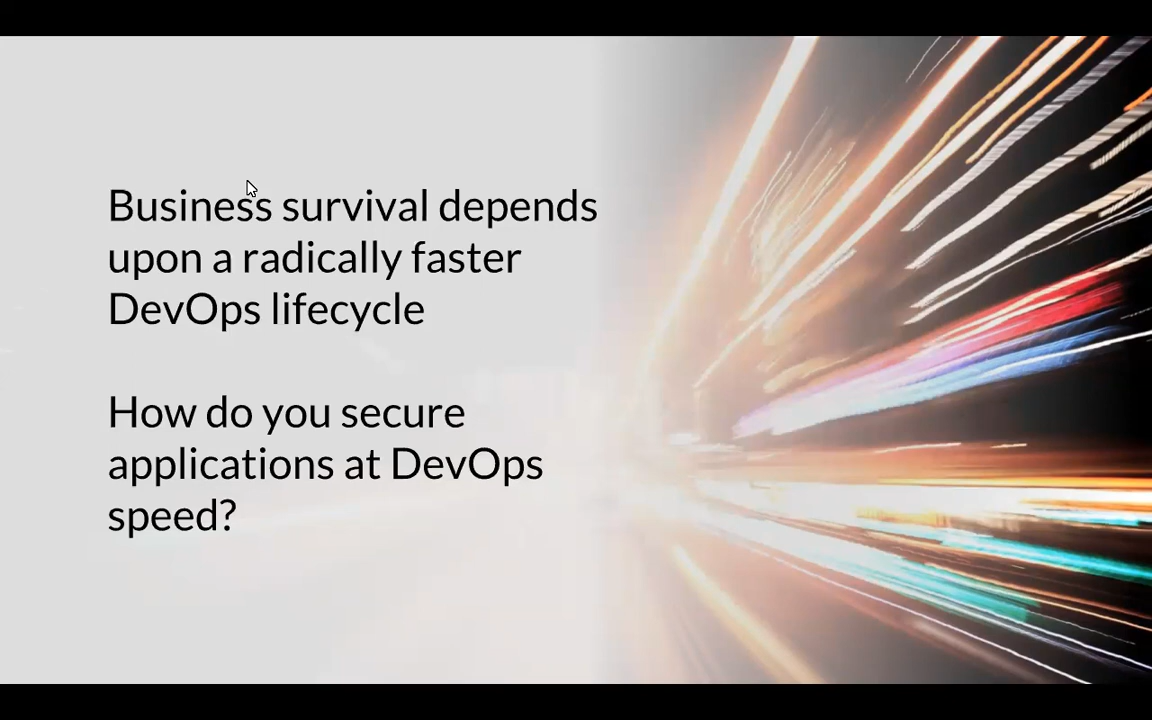 Business survival depends
upon a radically faster
DevOps lifecycle
How do you secure
applications at DevOps
speed?